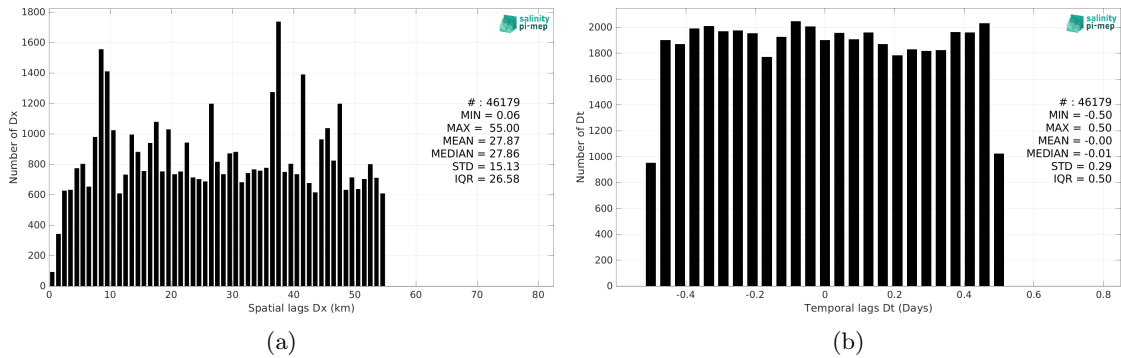 1800
1600
1400
1200
1000
800
600
400
200
0
Number of Dx
0 10 20 30 40 50 60 70 80
Spatial lags Dx (km)
salinity
pi-mep
# : 46179
MIN = 0.06
MAX = 55.00
MEAN = 27.87
MEDIAN = 27.86
STD = 15.13
IQR = 26.58
(a)
2000
1800
1600
1400
1200
1000
800
600
400
200
0
Number of Dt
-0.4 -0.2 0 0.2 0.4 0.6 0.8
Temporal lags Dt (Days)
salinity
pi-mep
# : 46179
MIN = -0.50
MAX = 0.50
MEAN = -0.00
MEDIAN = -0.01
STD = 0.29
IQR = 0.50
(b)